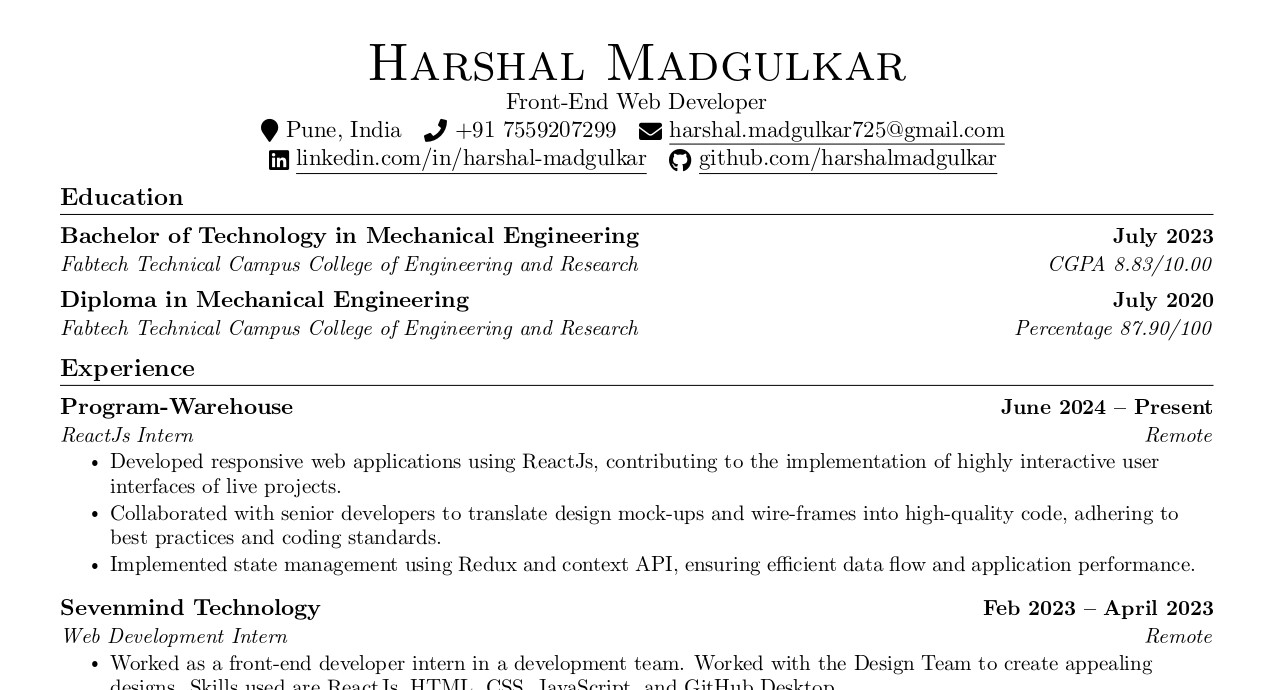 Harshal Madgulkar
Front-End Web Developer
Pune, India +91 7559207299 harshal.madgulkar725@gmail.com
linkedin.com/in/harshal-madgulkar github.com/harshalmadgulkar
Education
Bachelor of Technology in Mechanical Engineering July 2023
Fabtech Technical Campus College of Engineering and Research CGPA 8.83/10.00
Diploma in Mechanical Engineering July 2020
Fabtech Technical Campus College of Engineering and Research Percentage 87.90/100
Experience
Program-Warehouse June 2024 – Present
ReactJs Intern Remote
• Developed responsive web applications using ReactJs, contributing to the implementation of highly interactive user
interfaces of live projects.
• Collaborated with senior developers to translate design mock-ups and wire-frames into high-quality code, adhering to
best practices and coding standards.
• Implemented state management using Redux and context API, ensuring efficient data flow and application performance.
Sevenmind Technology Feb 2023 – April 2023
Web Development Intern Remote
• Worked as a front-end developer intern in a development team. Worked with the Design Team to create appealing
designs. Skills used are ReactJs, HTML, CSS, JavaScript, and GitHub Desktop.